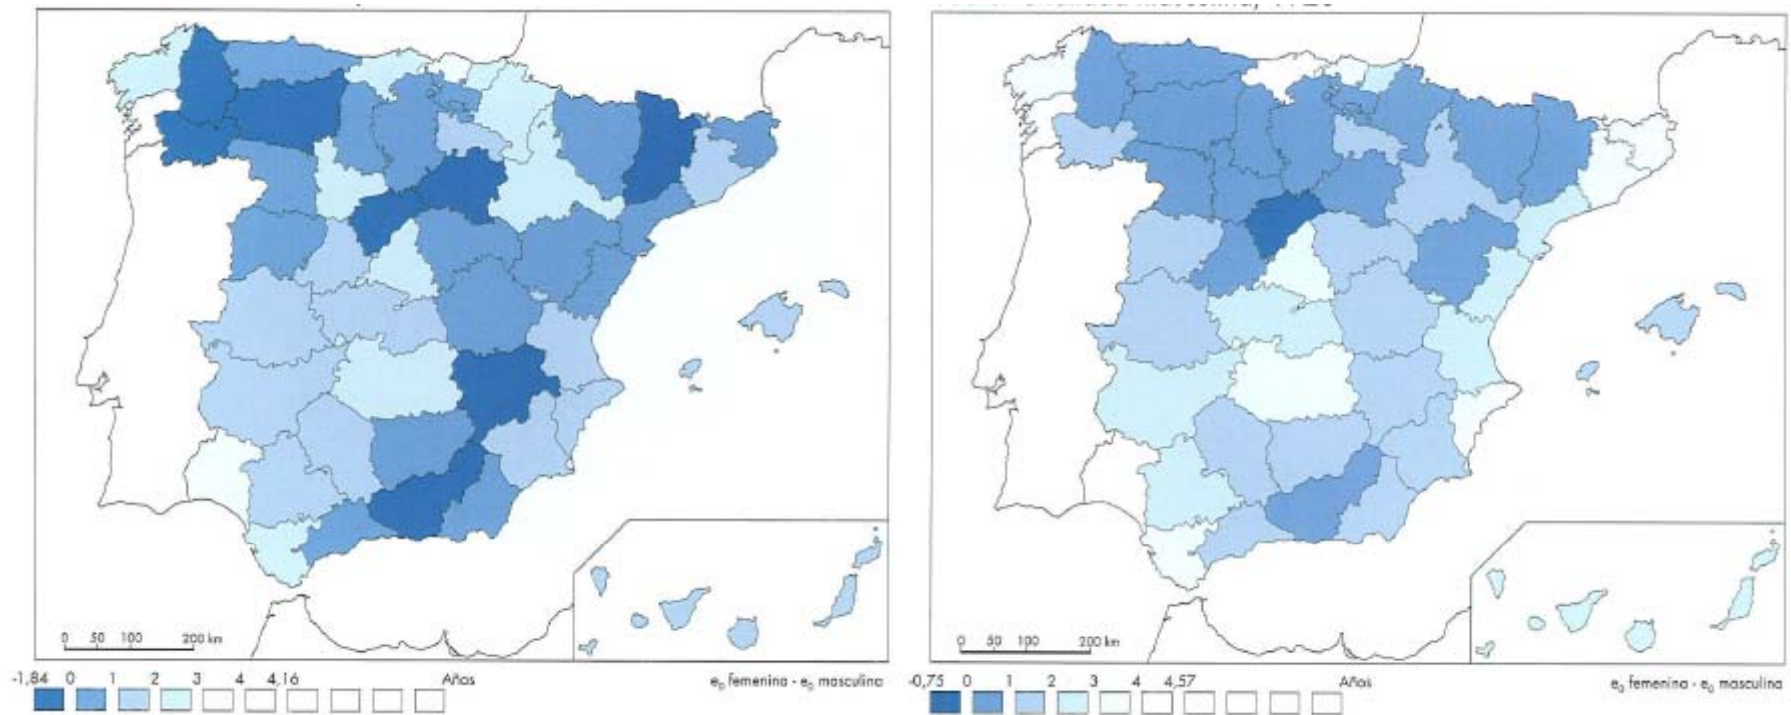 0 50 100 200 km
-1,84 0 1 2 3 4 4,16 Años e₀ femenina - e₀ masculina
0 50 100 200 km
-0,75 0 1 2 3 4 4,57 Años e₀ femenina - e₀ masculina